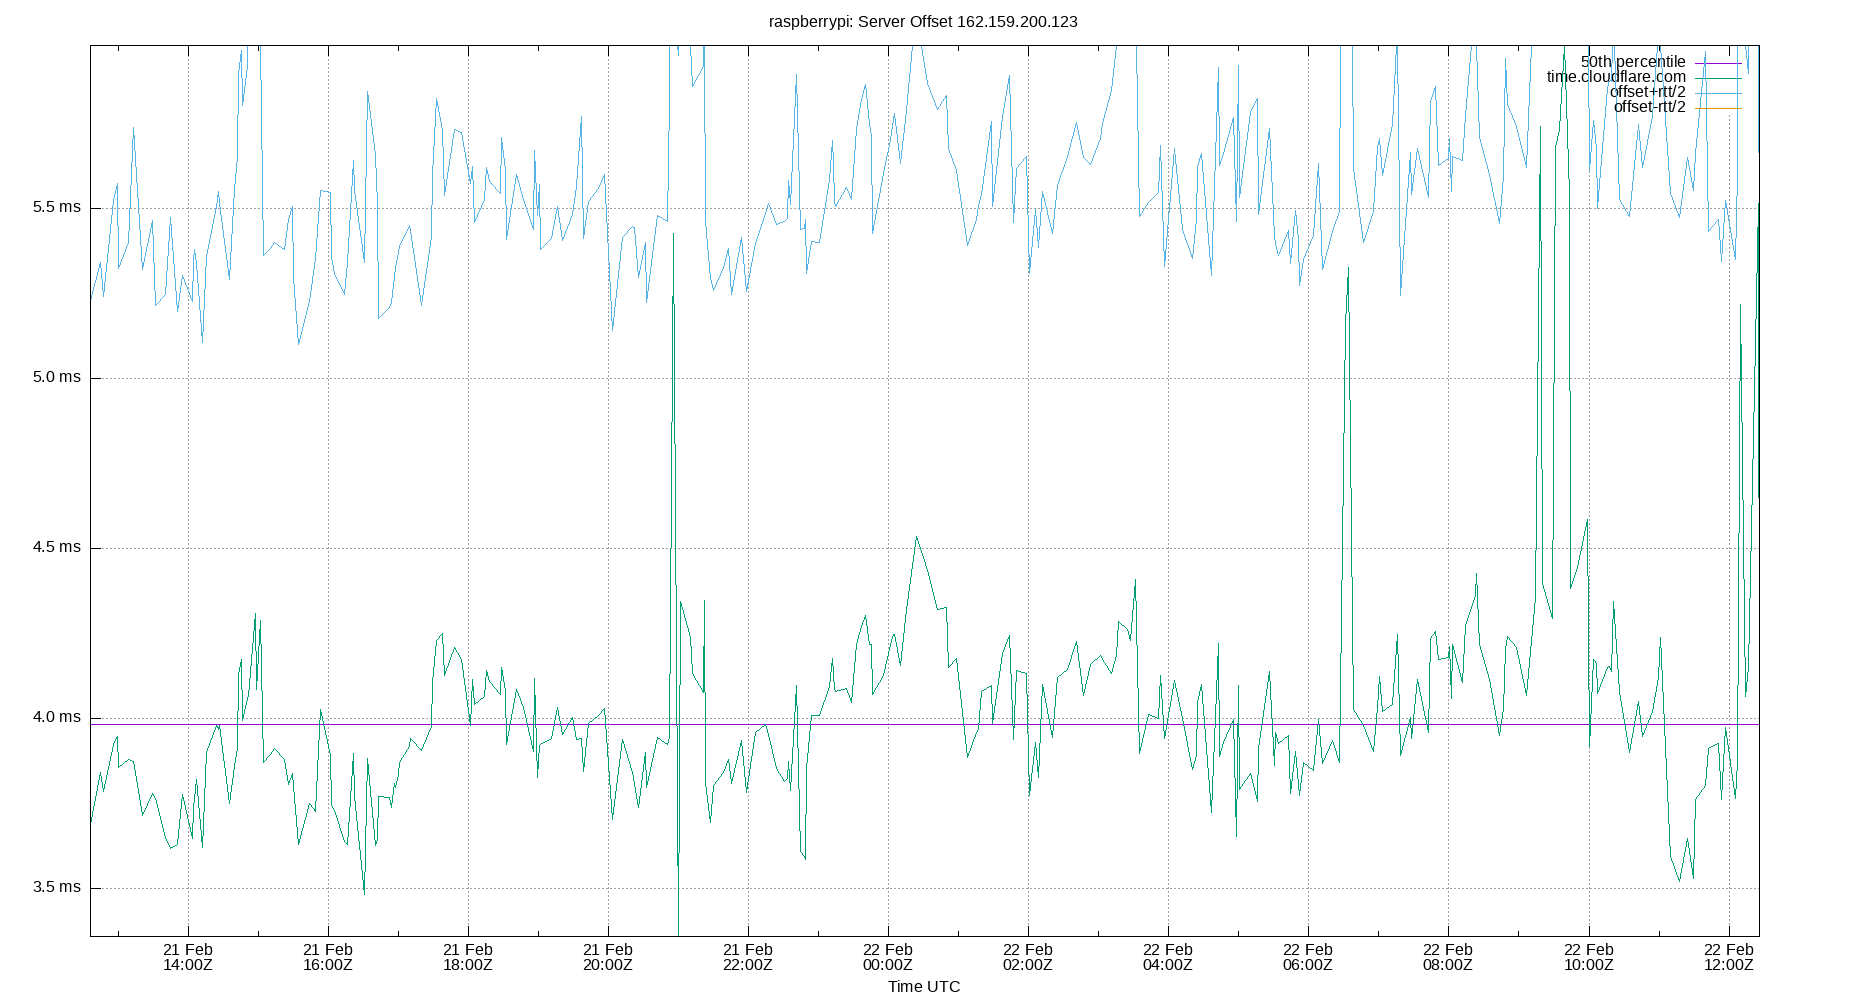 raspberrypi: Server Offset 162.159.200.123
50th percentile
time.cloudflare.com
offset+rtt/2
offset-rtt/2
5.5 ms
5.0 ms
4.5 ms
4.0 ms
3.5 ms
21 Feb 21 Feb 21 Feb 21 Feb 21 Feb 22 Feb 22 Feb 22 Feb 22 Feb 22 Feb 22 Feb 22 Feb
14:00Z 16:00Z 18:00Z 20:00Z 22:00Z 00:00Z 02:00Z 04:00Z 06:00Z 08:00Z 10:00Z 12:00Z
Time UTC